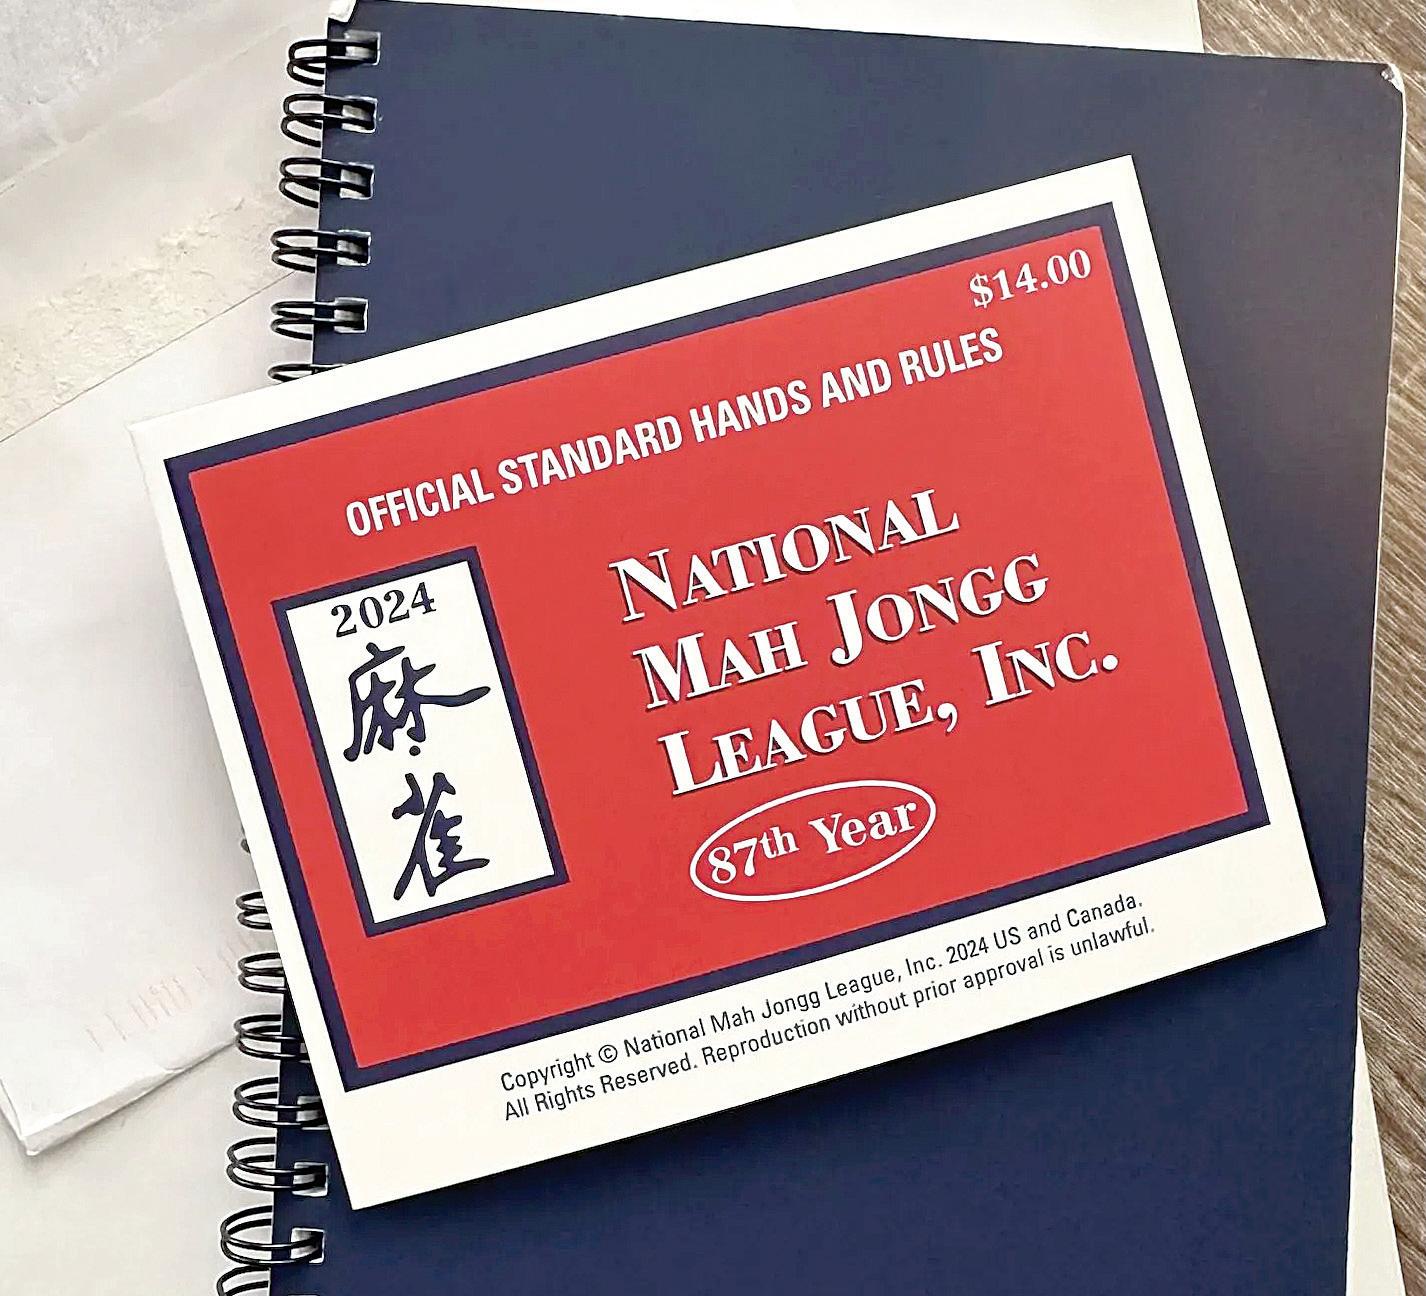 $14.00
OFFICIAL STANDARD HANDS AND RULES
2024
麻
雀
NATIONAL
MAH JONGG
LEAGUE, INC.
87th Year
Copyright © National Mah Jongg League, Inc. 2024 US and Canada.
All Rights Reserved. Reproduction without prior approval is unlawful.